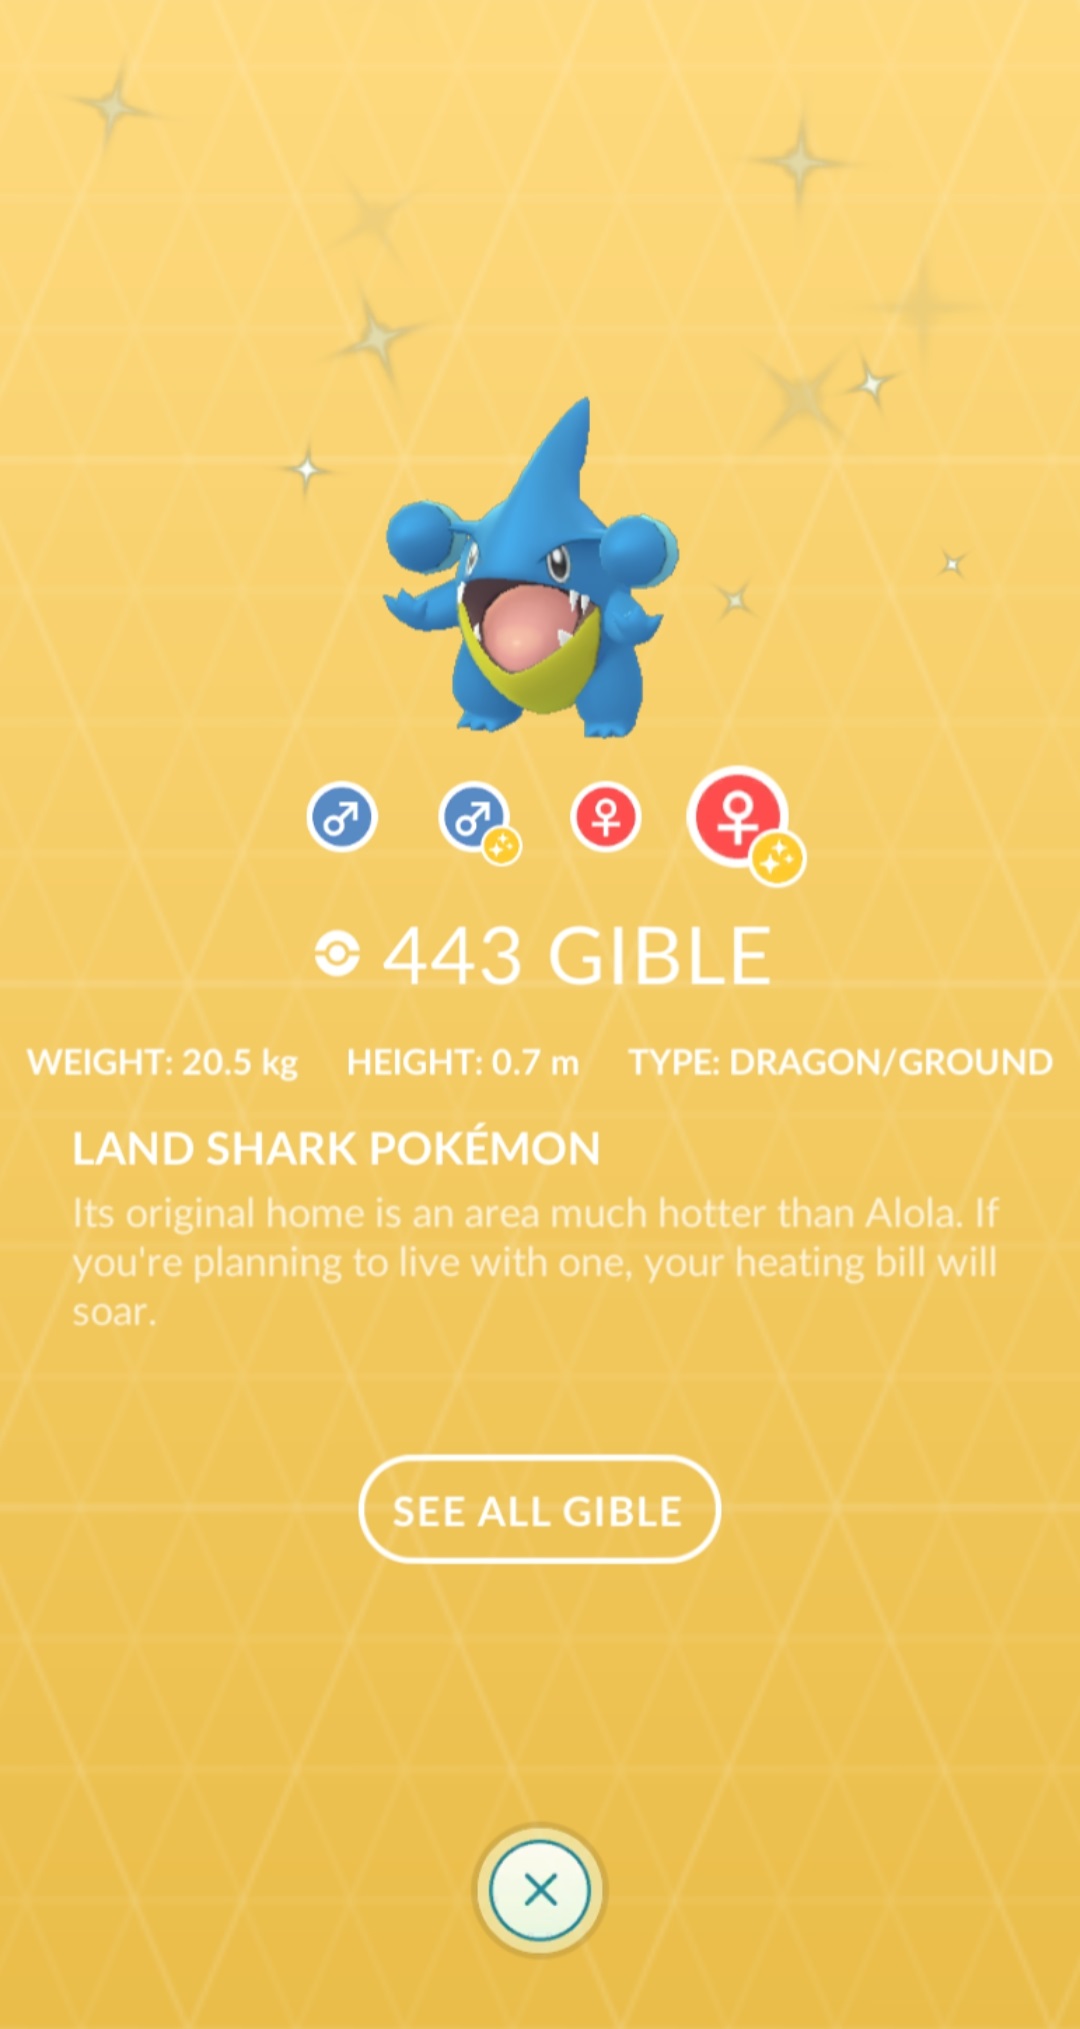 443 GIBLE
WEIGHT: 20.5 kg HEIGHT: 0.7 m TYPE: DRAGON/GROUND
LAND SHARK POKÉMON
Its original home is an area much hotter than Alola. If
you're planning to live with one, your heating bill will
soar.
SEE ALL GIBLE